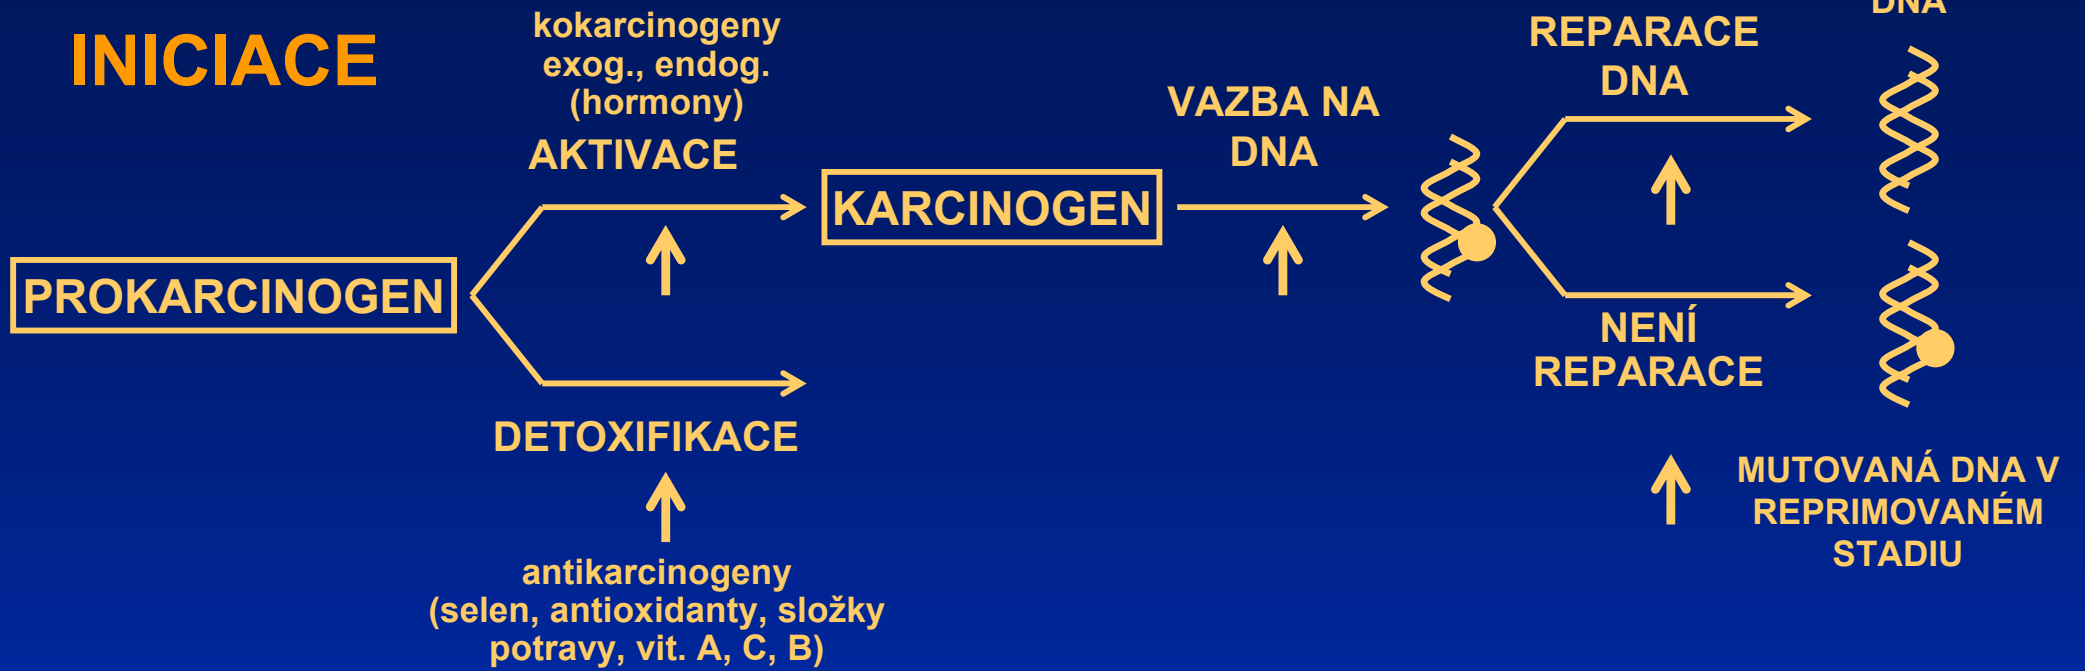 INICIACE
kokarcinogeny
exog., endog.
(hormony)
AKTIVACE
PROKARCINOGEN
DETOXIFIKACE
antikarcinogeny
(selen, antioxidanty, složky
potravy, vit. A, C, B)
KARCINOGEN
VAZBA NA
DNA
REPARACE
DNA
NENÍ
REPARACE
DNA
MUTOVANÁ DNA V
REPRIMOVANÉM
STADIU